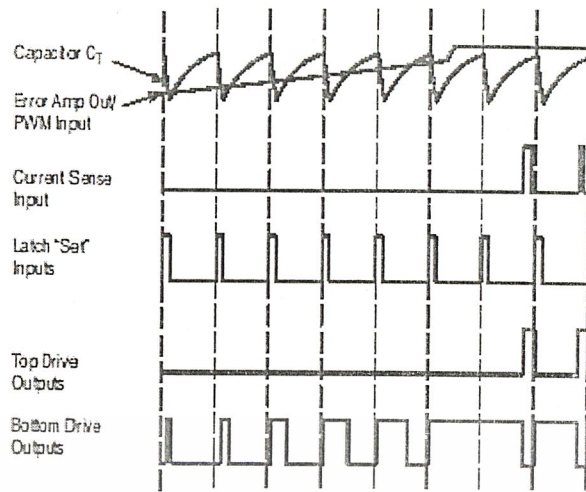 Capacitor CT
Error Amp Out/
PWM Input
Current Sense
Input
Latch "Set"
Inputs
Top Drive
Outputs
Bottom Drive
Outputs